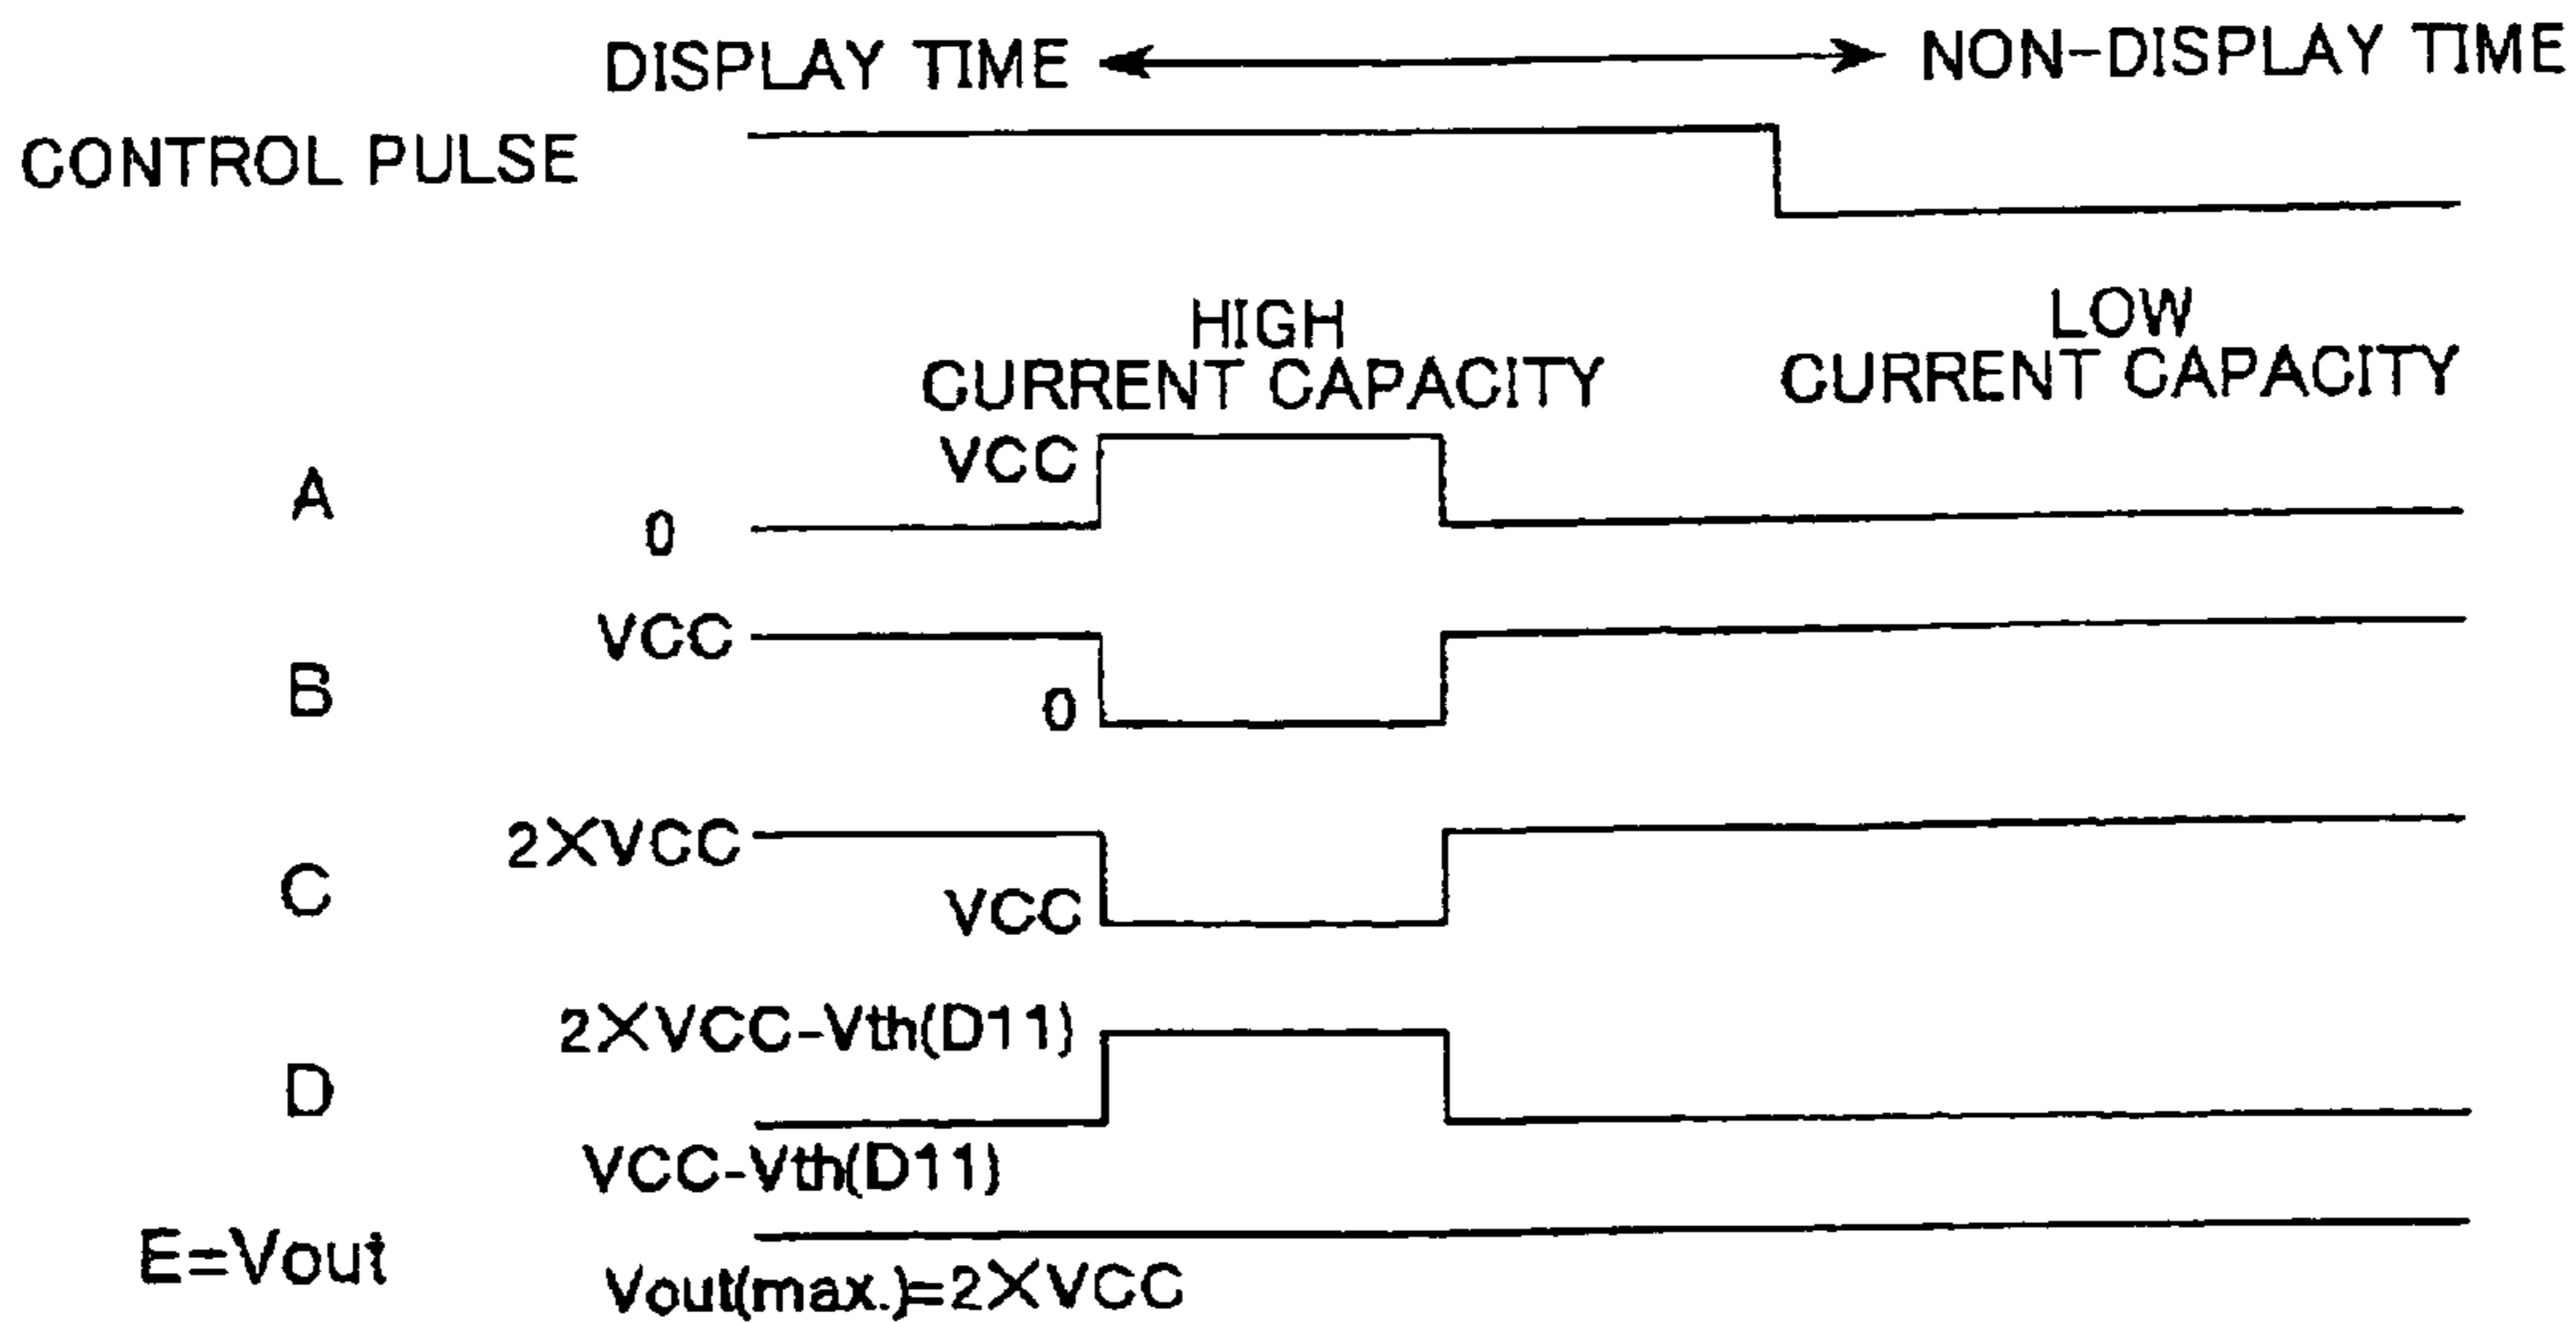 DISPLAY TIME NON-DISPLAY TIME
CONTROL PULSE
HIGH
CURRENT CAPACITY
LOW
CURRENT CAPACITY
A
VCC
0
B
VCC
0
C
2×VCC
VCC
D
2×VCC-Vth(D11)
VCC-Vth(D11)
E=Vout
Vout(max.)=2×VCC